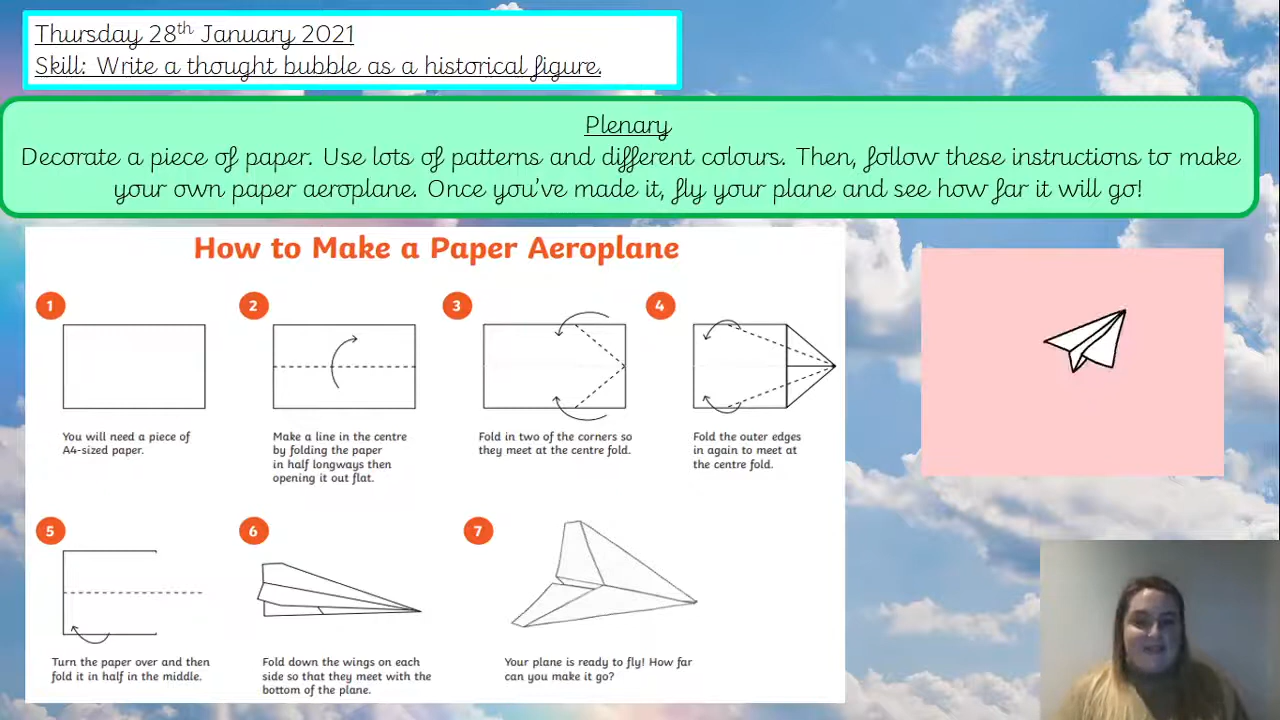 Thursday 28th January 2021
Skill: Write a thought bubble as a historical figure.
Plenary
Decorate a piece of paper. Use lots of patterns and different colours. Then, follow these instructions to make
your own paper aeroplane. Once you've made it, fly your plane and see how far it will go!
How to Make a Paper Aeroplane
1
You will need a piece of
A4-sized paper.
2
Make a line in the centre
by folding the paper
in half longways then
opening it out flat.
3
Fold in two of the corners so
they meet at the centre fold.
4
Fold the outer edges
in again to meet at
the centre fold.
5
Turn the paper over and then
fold it in half in the middle.
6
Fold down the wings on each
side so that they meet with the
bottom of the plane.
7
Your plane is ready to fly! How far
can you make it go?